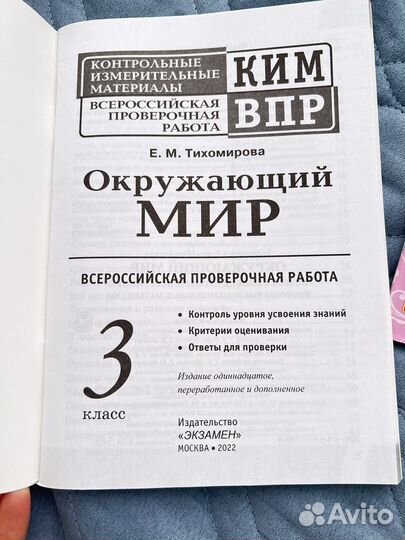 КОНТРОЛЬНЫЕ
ИЗМЕРИТЕЛЬНЫЕ
МАТЕРИАЛЫ
КИМ
ВСЕРОССИЙСКАЯ
ПРОВЕРОЧНАЯ
РАБОТА
ВПР
Е. М. Тихомирова
Окружающий
МИР
ВСЕРОССИЙСКАЯ ПРОВЕРОЧНАЯ РАБОТА
3
класс
• Контроль уровня усвоения знаний
• Критерии оценивания
• Ответы для проверки
Издание одиннадцатое,
переработанное и дополненное
Издательство
«ЭКЗАМЕН»
МОСКВА • 2022
Avito